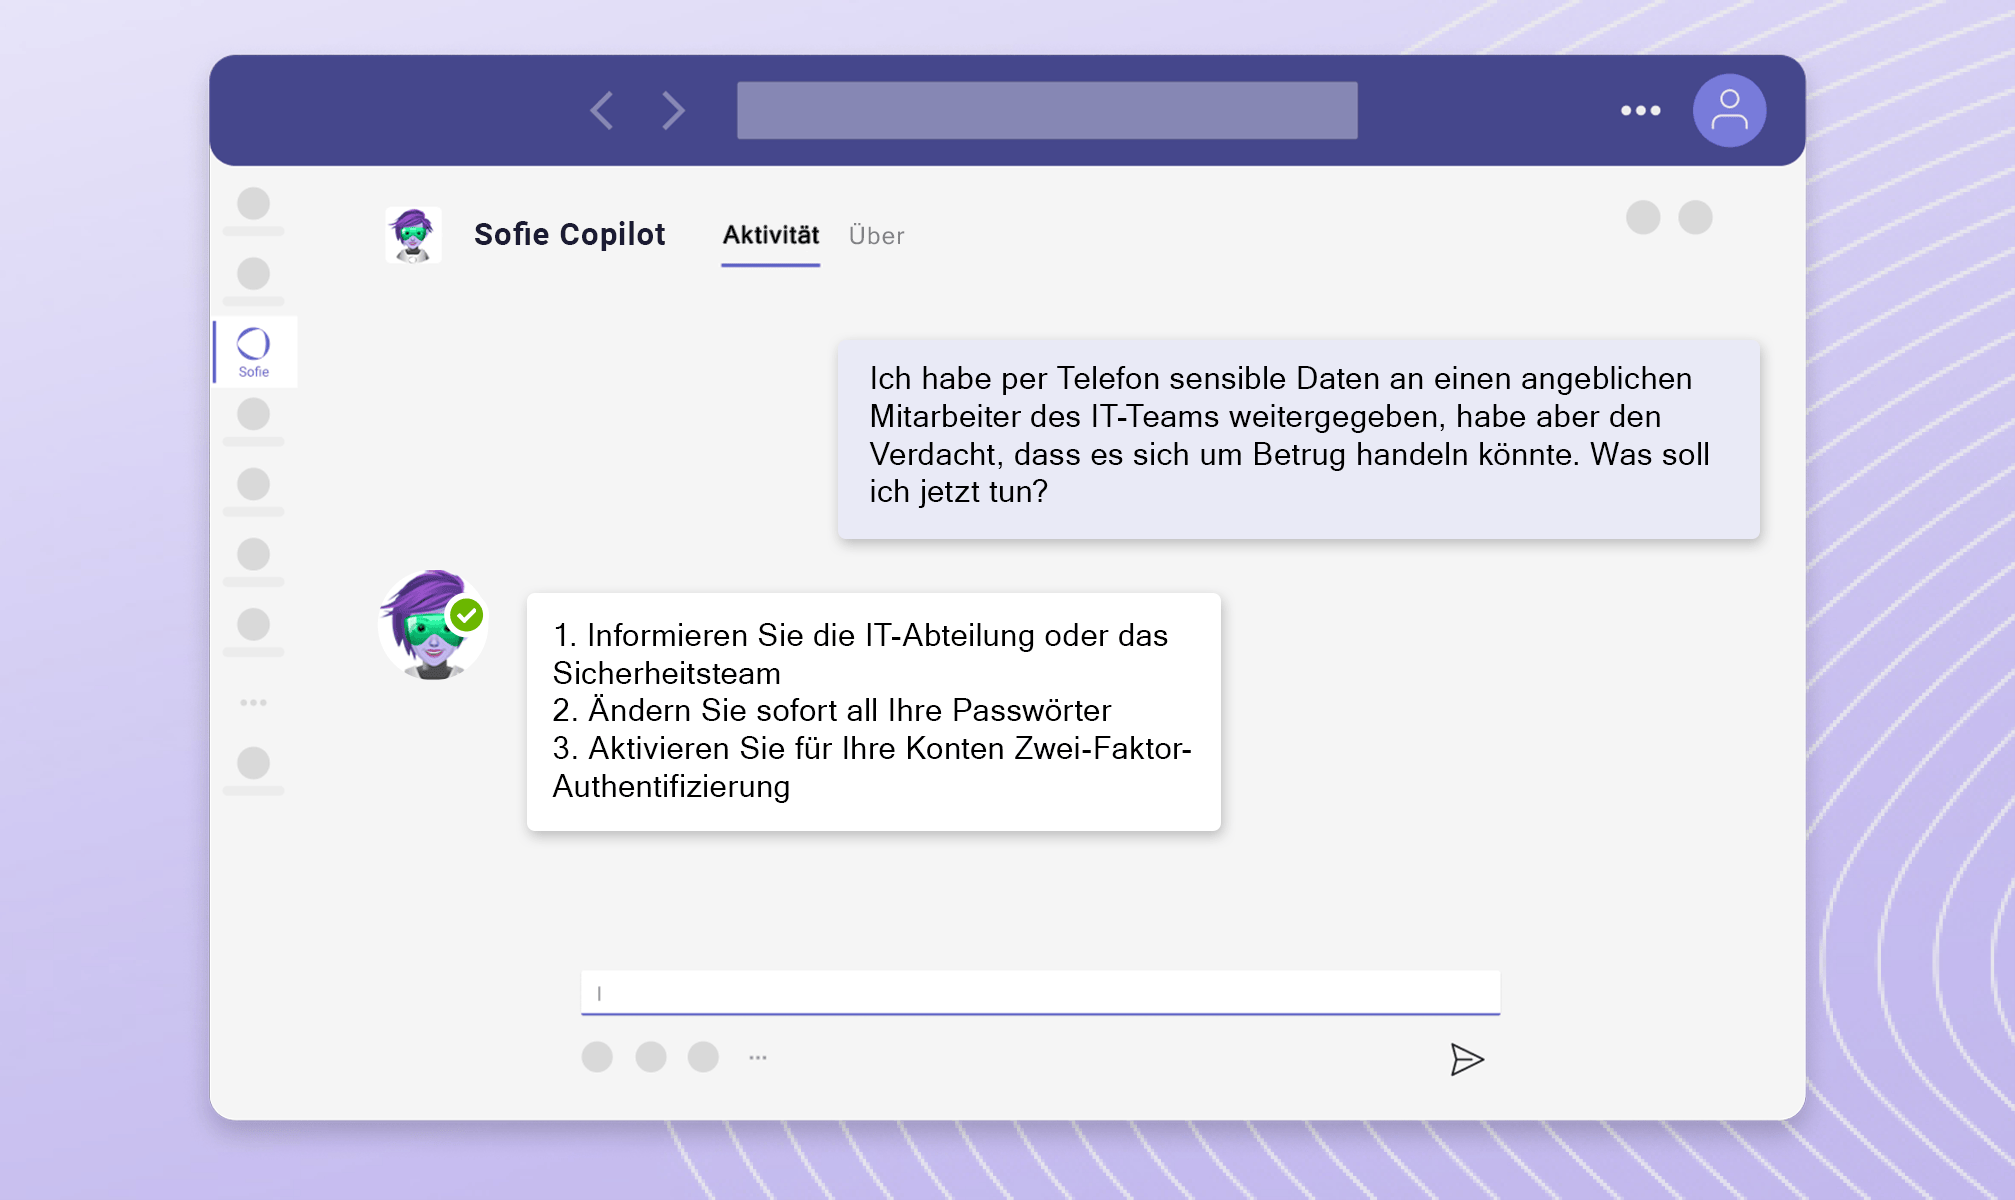 Sofie Copilot
Aktivität
Über
Sofie
Ich habe per Telefon sensible Daten an einen angeblichen
Mitarbeiter des IT-Teams weitergegeben, habe aber den
Verdacht, dass es sich um Betrug handeln könnte. Was soll
ich jetzt tun?
1. Informieren Sie die IT-Abteilung oder das
Sicherheitsteam
2. Ändern Sie sofort all Ihre Passwörter
3. Aktivieren Sie für Ihre Konten Zwei-Faktor-
Authentifizierung